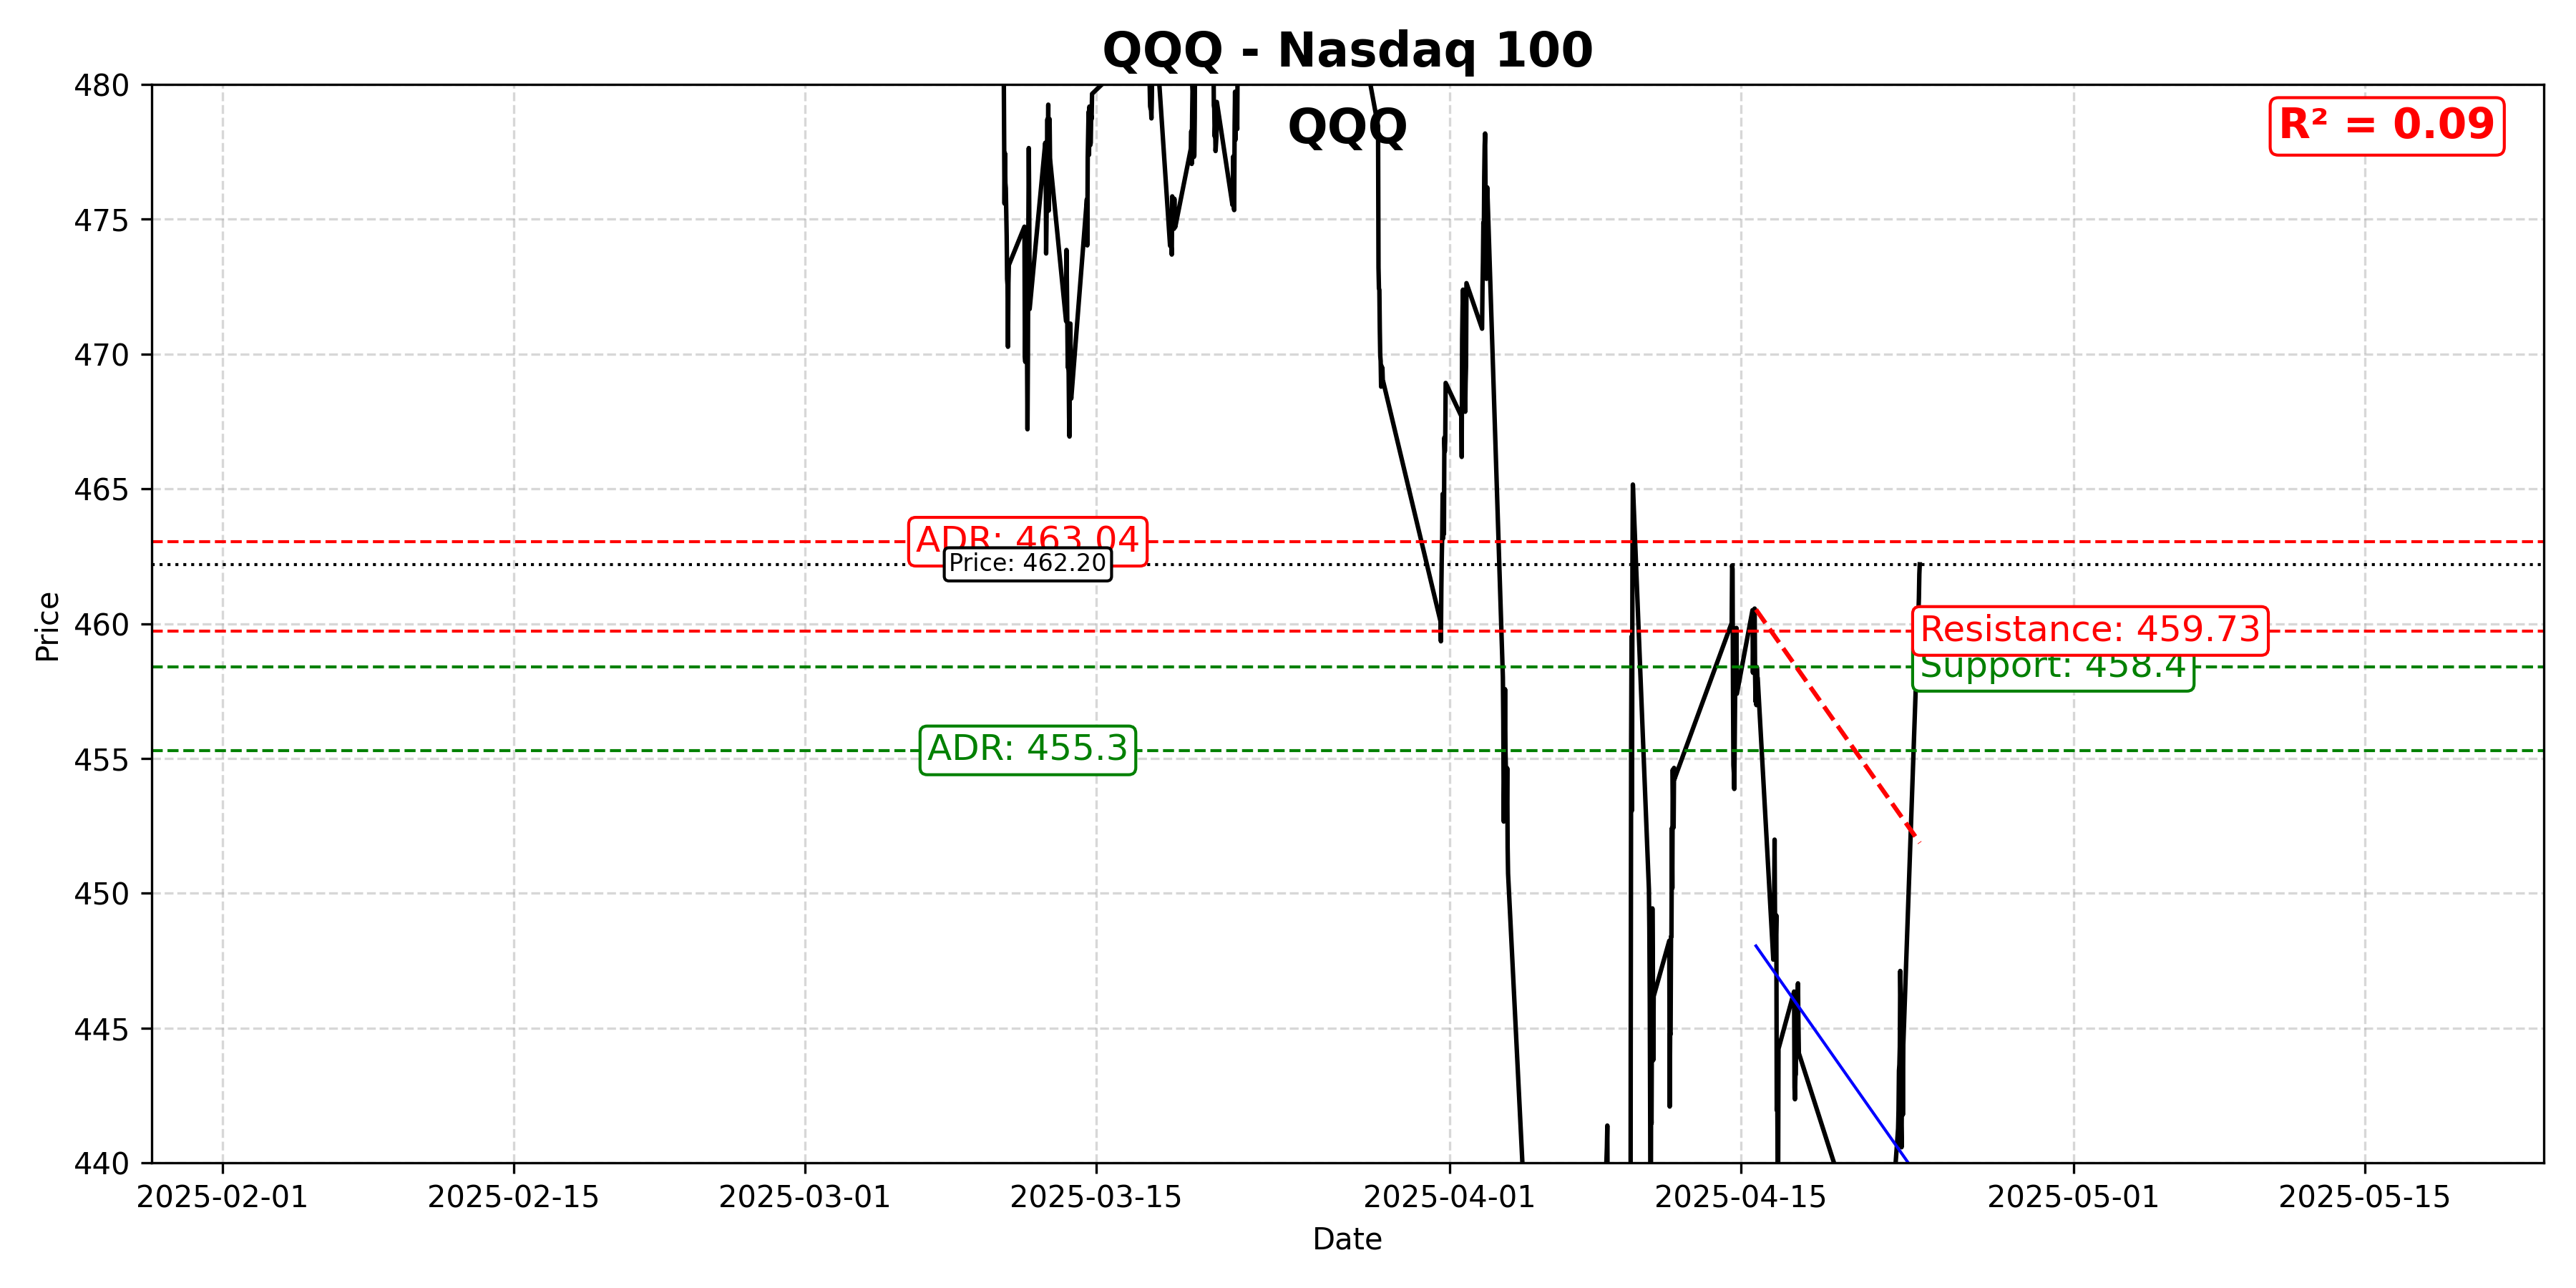 QQQ - Nasdaq 100
QQQ
R² = 0.09
480
475
470
465
460
455
450
445
440
Price
ADR: 463.04
Price: 462.20
Resistance: 459.73
Support: 458.4
ADR: 455.3
2025-02-01
2025-02-15
2025-03-01
2025-03-15
2025-04-01
2025-04-15
2025-05-01
2025-05-15
Date